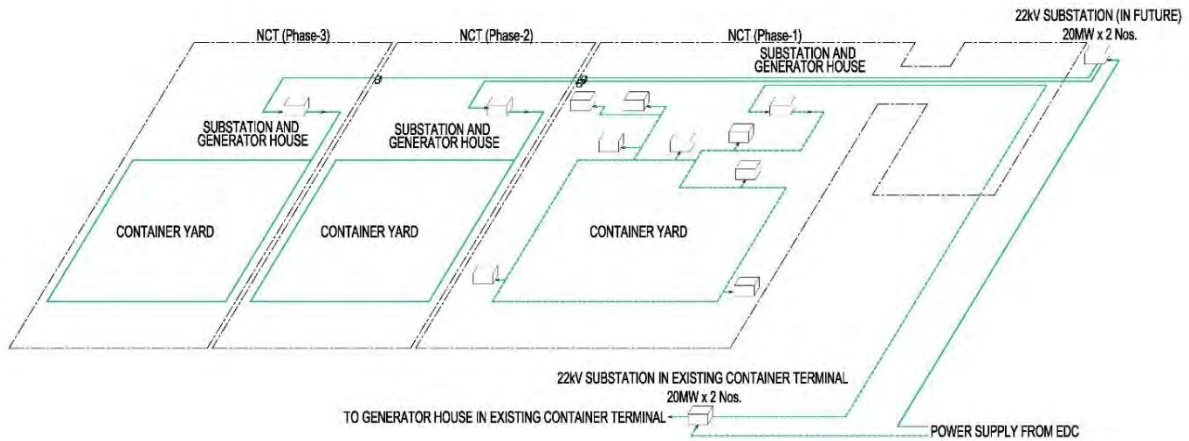 22kV SUBSTATION (IN FUTURE)
20MW x 2 Nos.
NCT (Phase-3)
NCT (Phase-2)
NCT (Phase-1)
SUBSTATION AND
GENERATOR HOUSE
SUBSTATION AND
GENERATOR HOUSE
SUBSTATION AND
GENERATOR HOUSE
CONTAINER YARD
CONTAINER YARD
CONTAINER YARD
22kV SUBSTATION IN EXISTING CONTAINER TERMINAL
20MW x 2 Nos.
TO GENERATOR HOUSE IN EXISTING CONTAINER TERMINAL
POWER SUPPLY FROM EDC